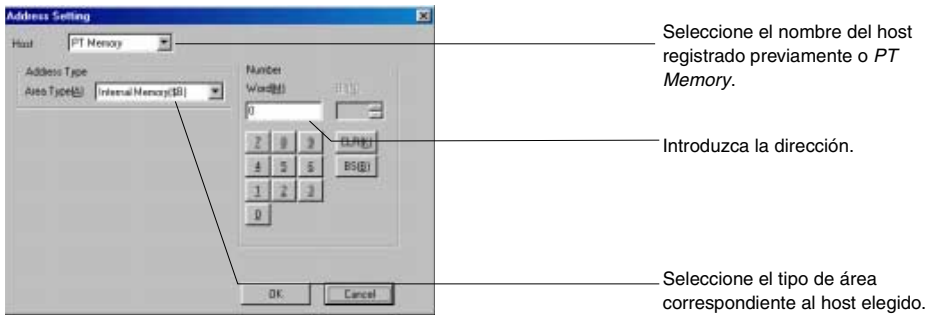 Address Setting
Host PT Memory
Seleccione el nombre del host
registrado previamente o PT
Memory.
Address Type
Area Type(A) Internal Memory($B)
Number
Word(M)
0
7 8 9 CLR(K)
4 5 6 BS(B)
1 2 3
0
Introduzca la dirección.
OK Cancel
Seleccione el tipo de área
correspondiente al host elegido.